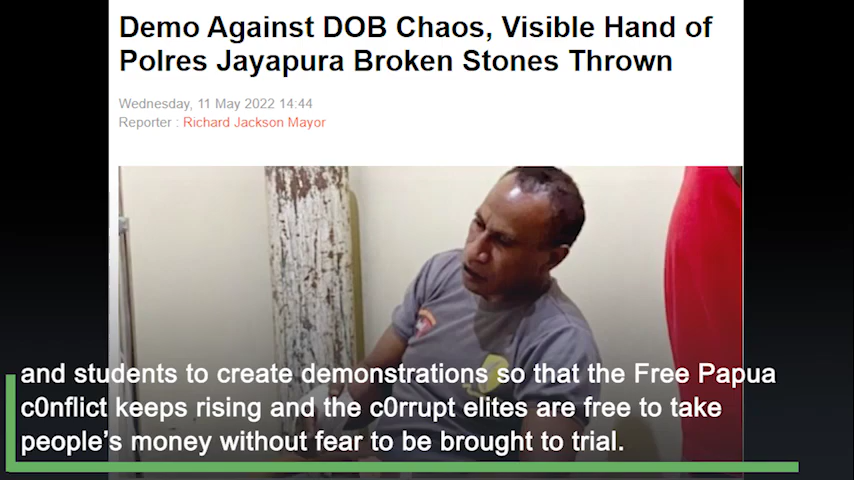 Demo Against DOB Chaos, Visible Hand of
Polres Jayapura Broken Stones Thrown
Wednesday, 11 May 2022 14:44
Reporter : Richard Jackson Mayor
and students to create demonstrations so that the Free Papua
c0nflict keeps rising and the c0rrupt elites are free to take
people's money without fear to be brought to trial.